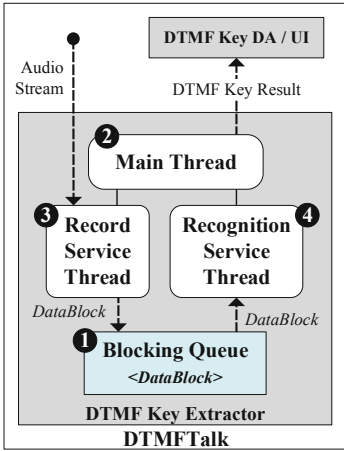 DTMF Key DA / UI
Audio
Stream
DTMF Key Result
2
Main Thread
3
Record
Service
Thread
4
Recognition
Service
Thread
DataBlock
DataBlock
1
Blocking Queue
<DataBlock>
DTMF Key Extractor
DTMFTalk